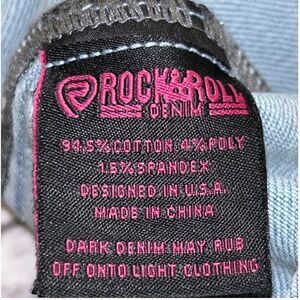 ROCK&ROLL
DENIM
94.5%COTTON 4%POLY
1.5%SPANDEX
DESIGNED IN U.S.A.
MADE IN CHINA
DARK DENIM MAY RUB
OFF ONTO LIGHT CLOTHING